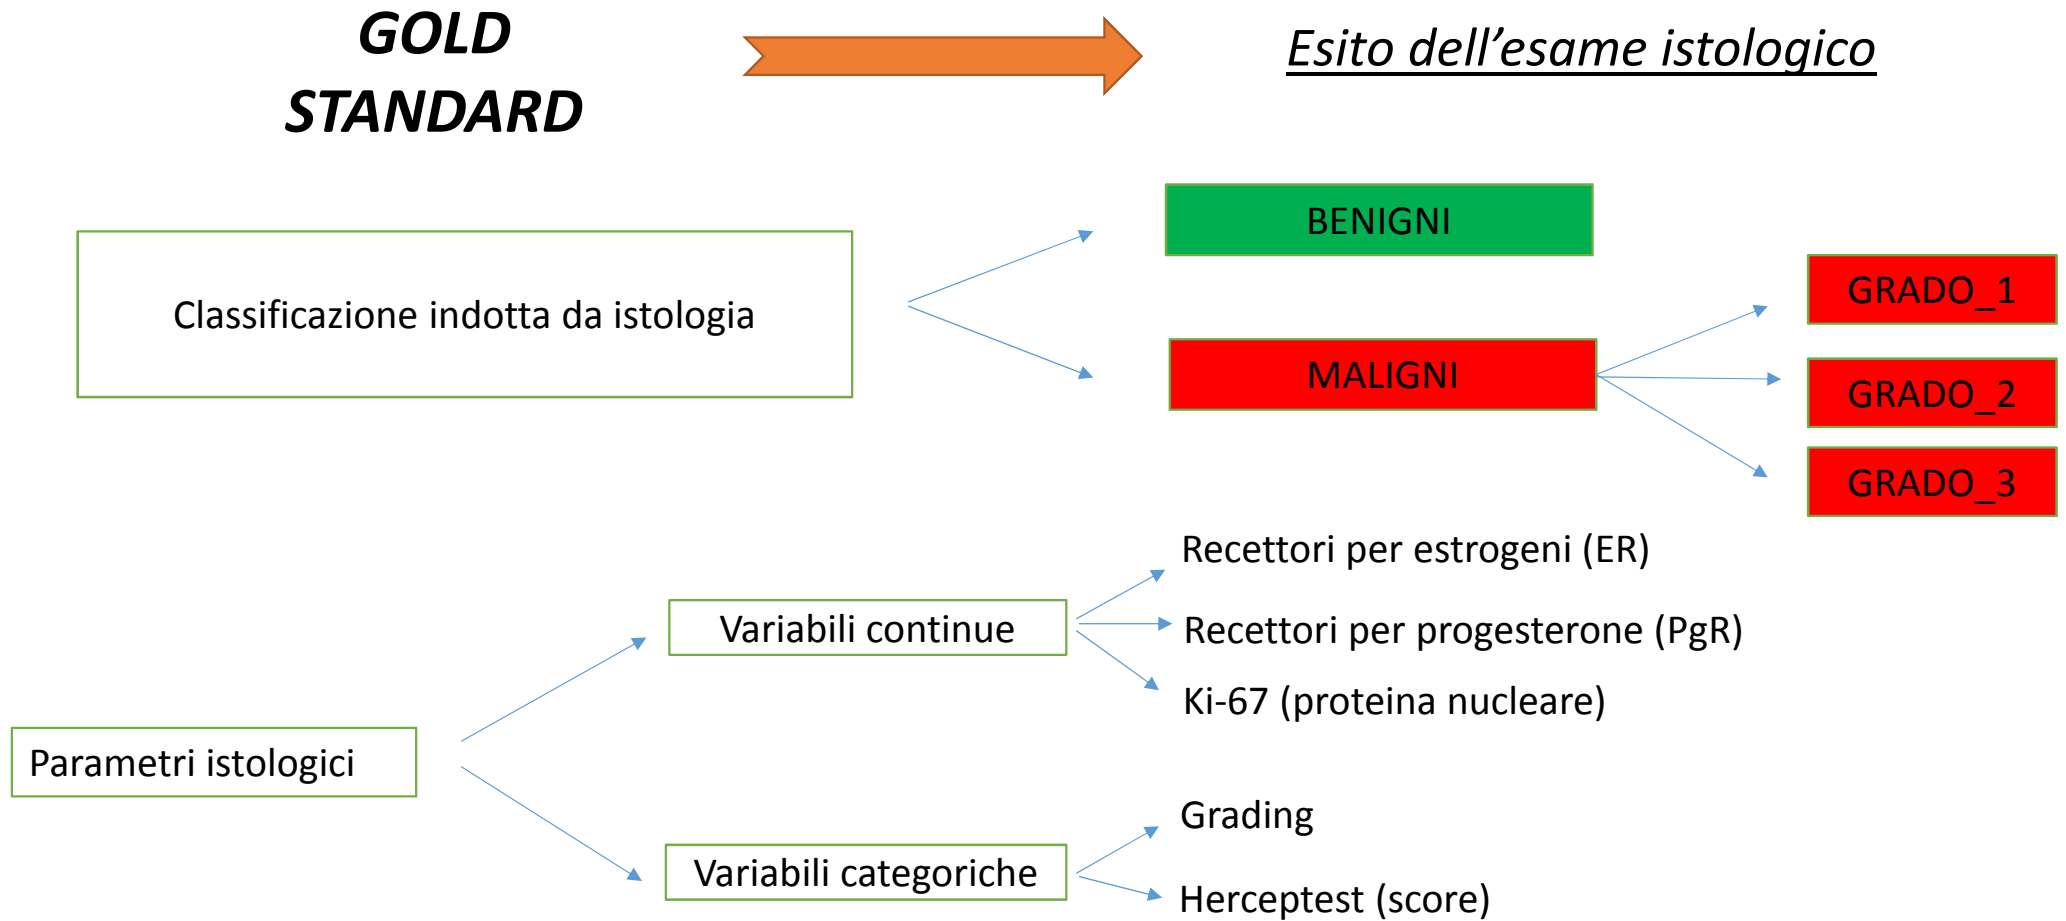 GOLD
STANDARD
Esito dell’esame istologico
Classificazione indotta da istologia
BENIGNI
MALIGNI
GRADO_1
GRADO_2
GRADO_3
Parametri istologici
Variabili continue
Recettori per estrogeni (ER)
Recettori per progesterone (PgR)
Ki-67 (proteina nucleare)
Variabili categoriche
Grading
Herceptest (score)